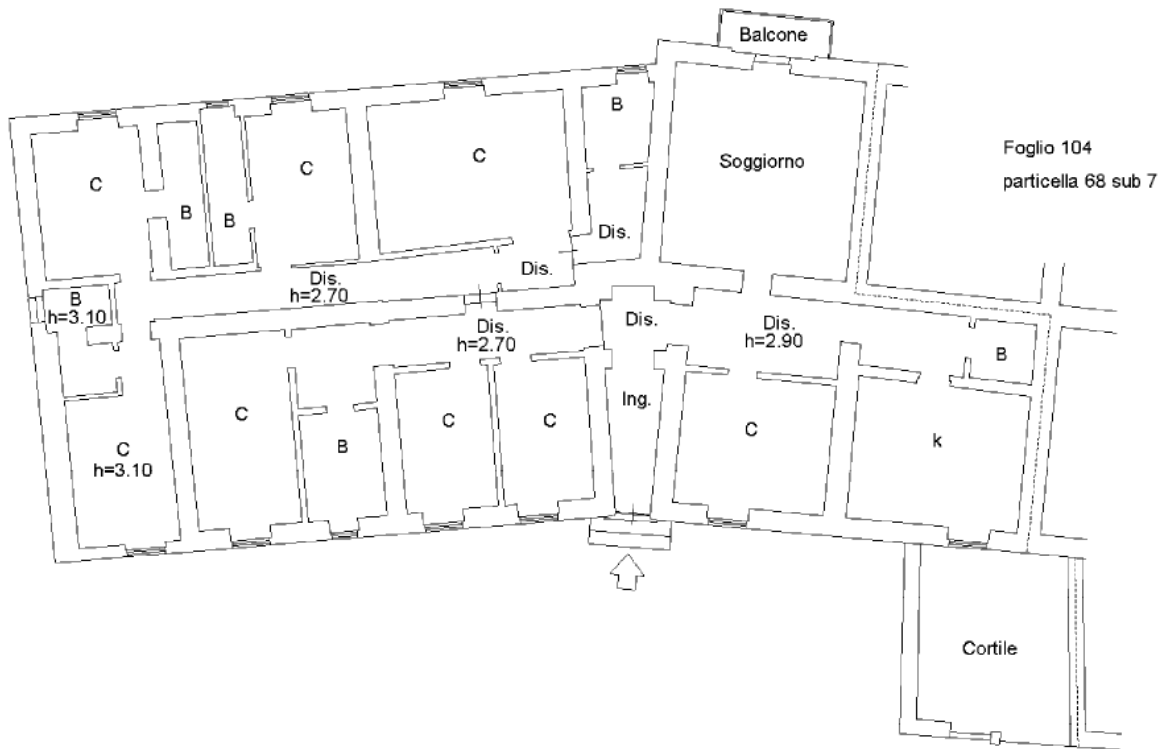 Balcone
B
Foglio 104
C
Soggiorno
particella 68 sub 7
C
C
B
B
Dis.
Dis.
Dis.
h=2.70
B
h=3.10
Dis.
h=2.70
Dis.
Dis.
h=2.90
B
Ing.
C
C
C
C
k
B
C
h=3.10
Cortile